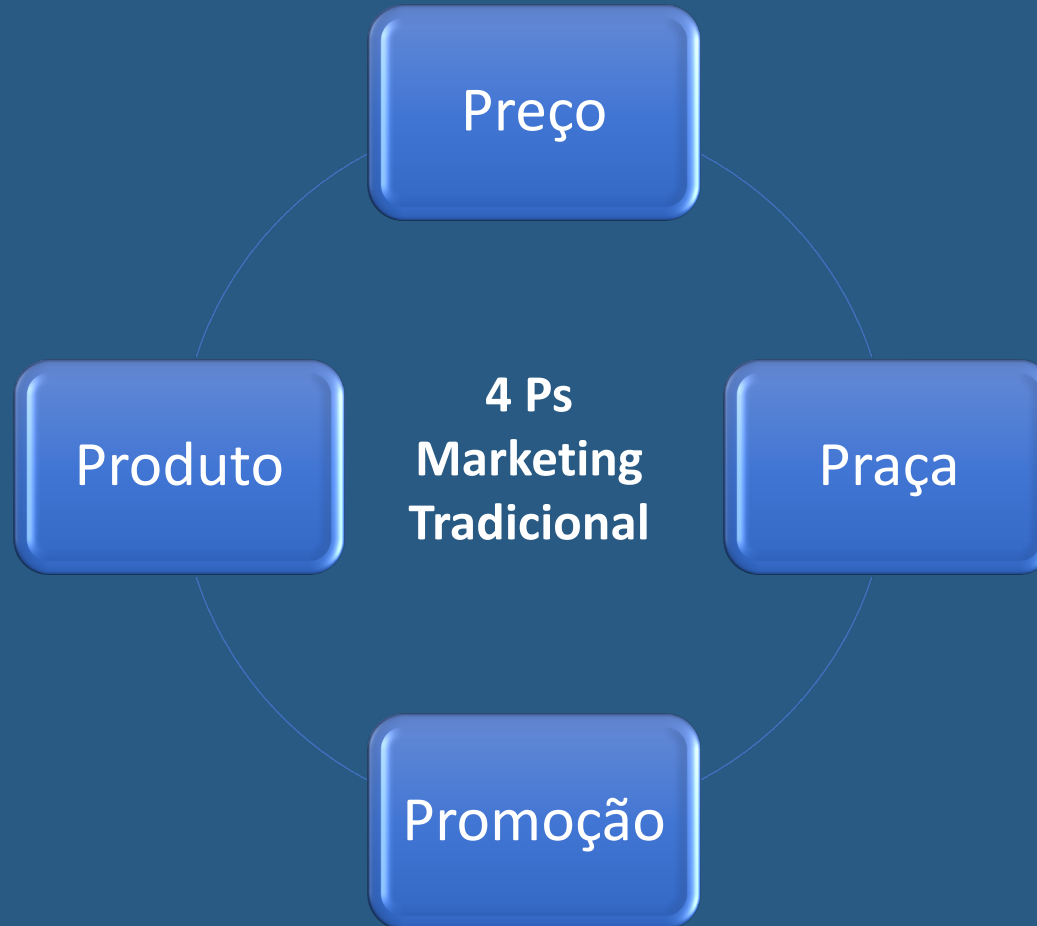 Preço
Produto
4 Ps
Marketing
Tradicional
Praça
Promoção